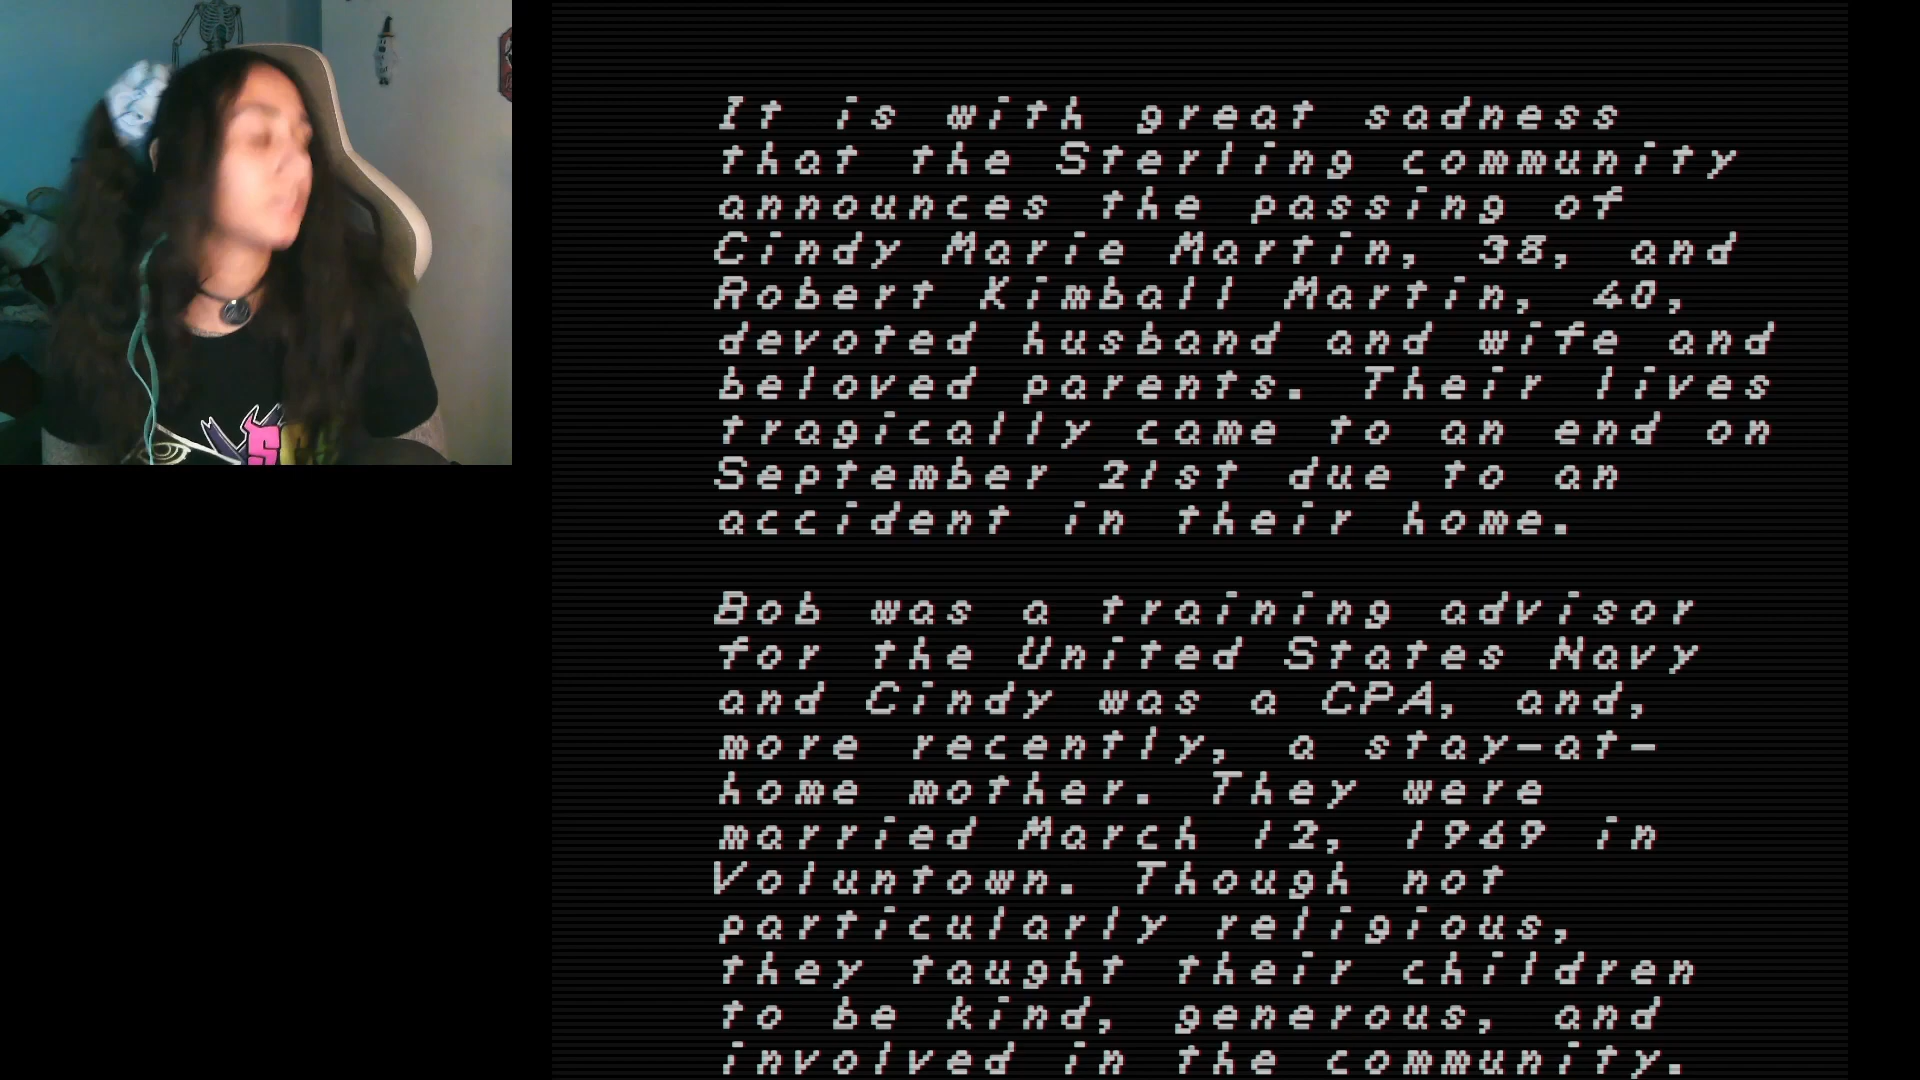 It is with great sadness
that the Sterling community
announces the passing of
Cindy Marie Martin, 38, and
Robert Kimball Martin, 40,
devoted husband and wife and
beloved parents. Their lives
tragically came to an end on
September 21st due to an
accident in their home.
Bob was a training advisor
for the United States Navy
and Cindy was a CPA, and,
more recently, a stay-at-
home mother. They were
married March 12, 1969 in
Voluntown. Though not
particularly religious,
they taught their children
to be kind, generous, and
involved in the community.